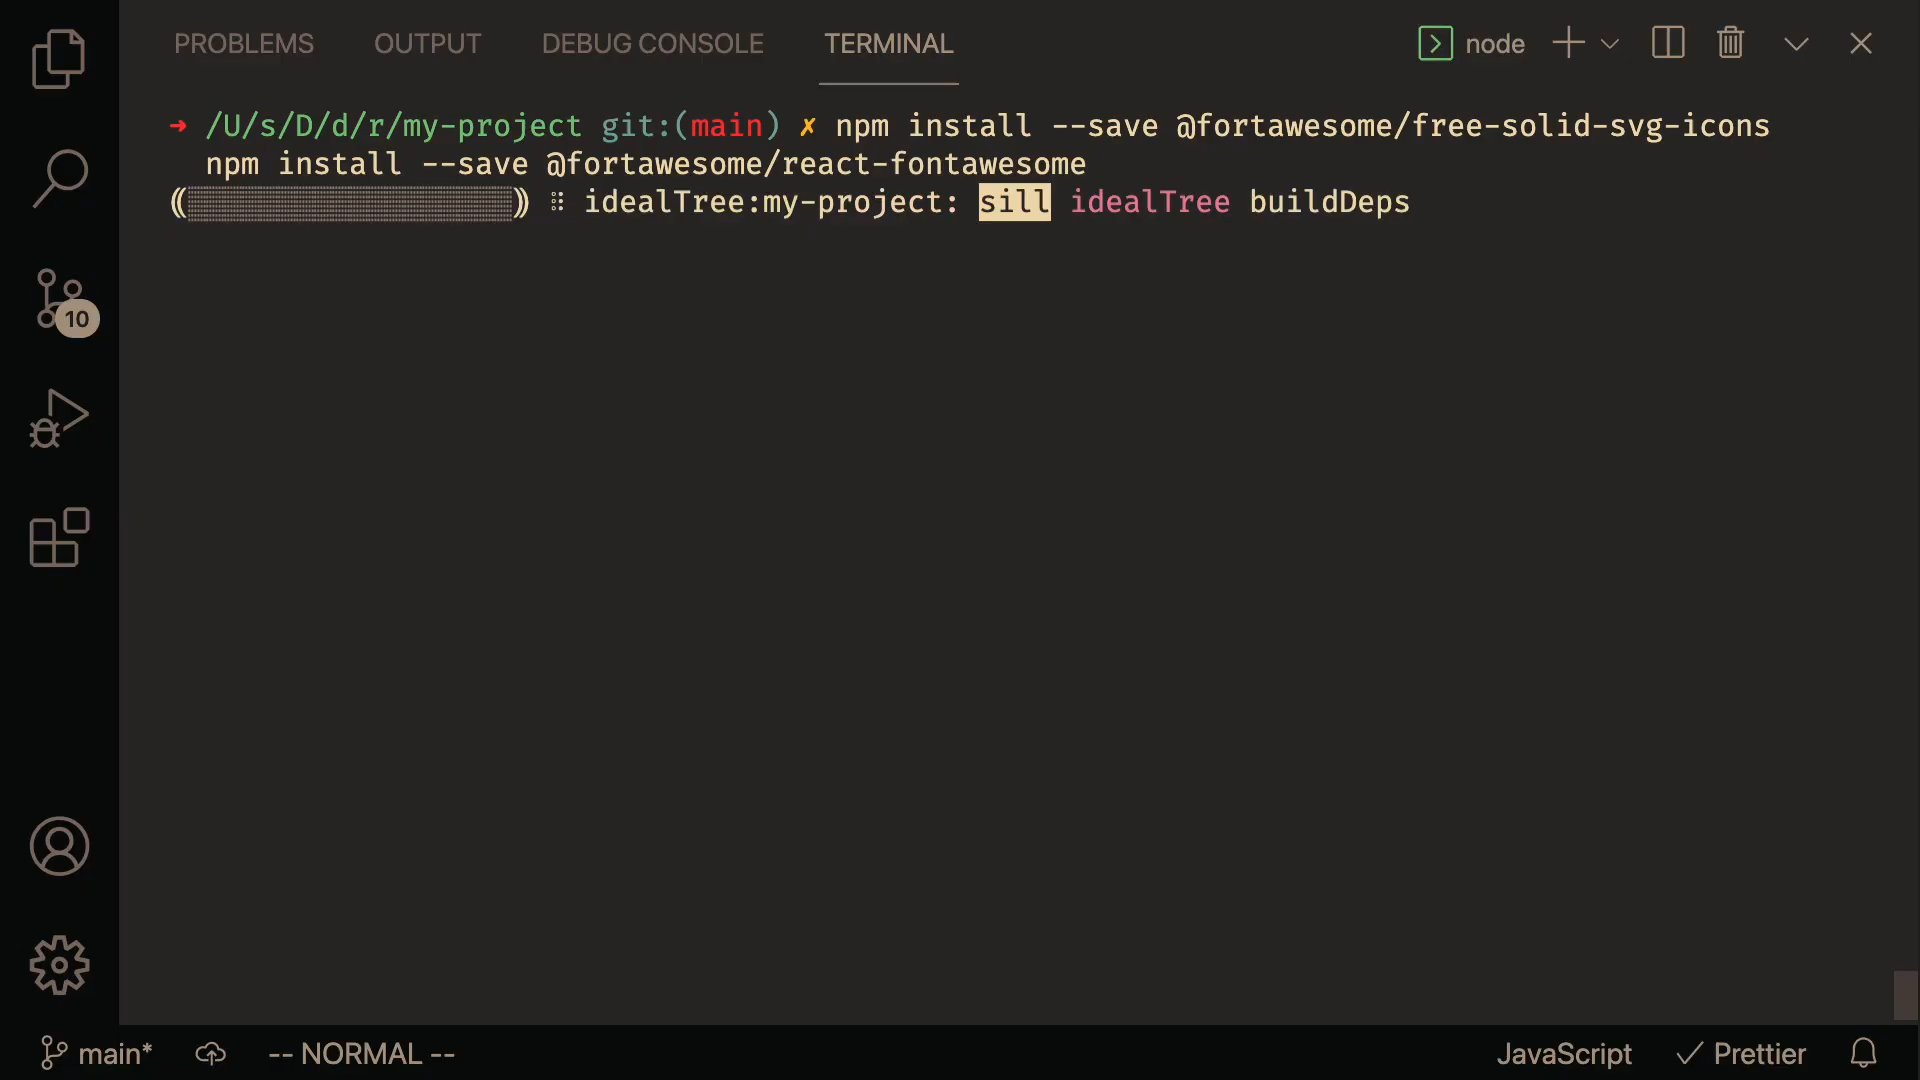 PROBLEMS OUTPUT DEBUG CONSOLE TERMINAL node
➜ /U/s/D/d/r/my-project git:(main) ✗ npm install --save @fortawesome/free-solid-svg-icons
npm install --save @fortawesome/react-fontawesome
(░░░░░░░░░░░░░░░░░░) ⠿ idealTree:my-project: sill idealTree buildDeps
10
main* -- NORMAL -- JavaScript Prettier